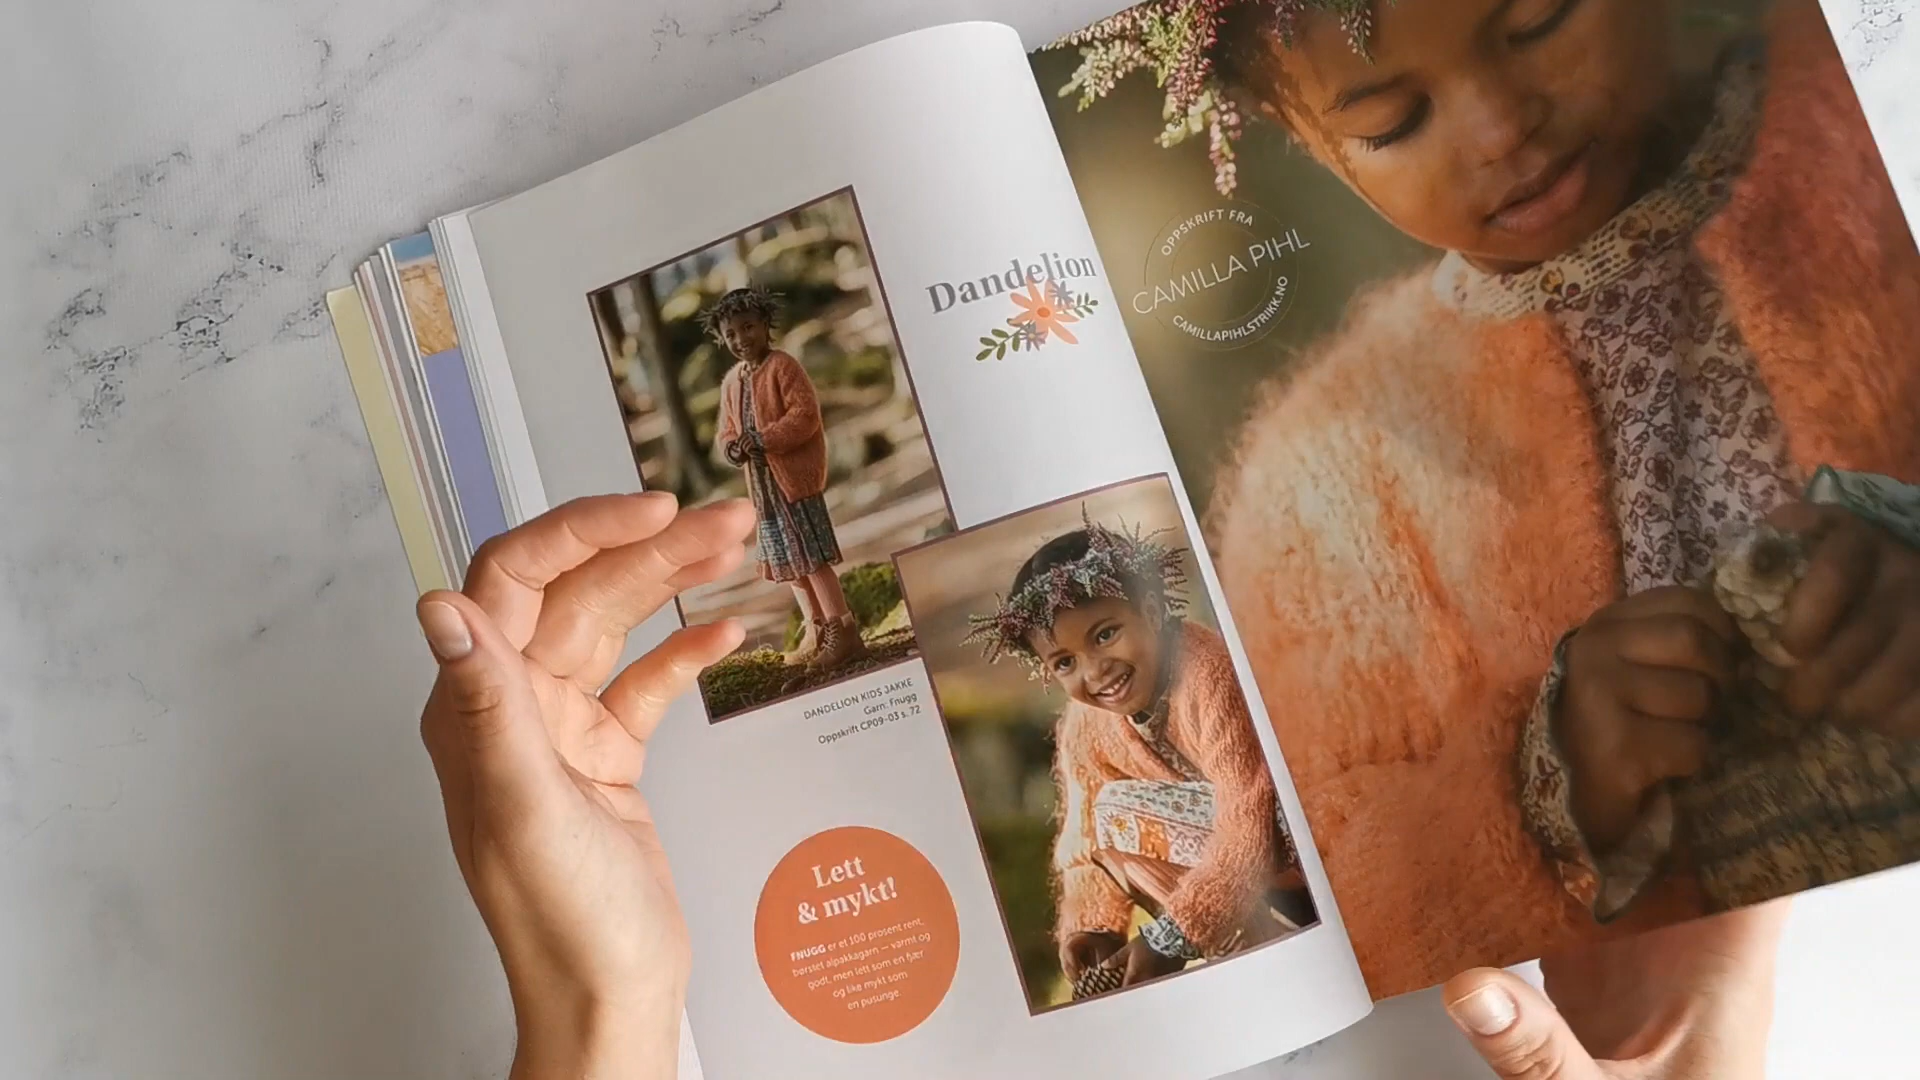 Dandelion
DANDELION KIDS JAKKE
Garn: Fnugg
Oppskrift CP09-03 s. 72
Lett
& mykt!
FNUGG er et 100 prosent rent,
børstet alpakkagarn – varmt og
godt, men lett som en fjær
og like mykt som
en pusunge.
OPPSKRIFT FRA
CAMILLA PIHL
CAMILLAPIHLSTRIKK.NO